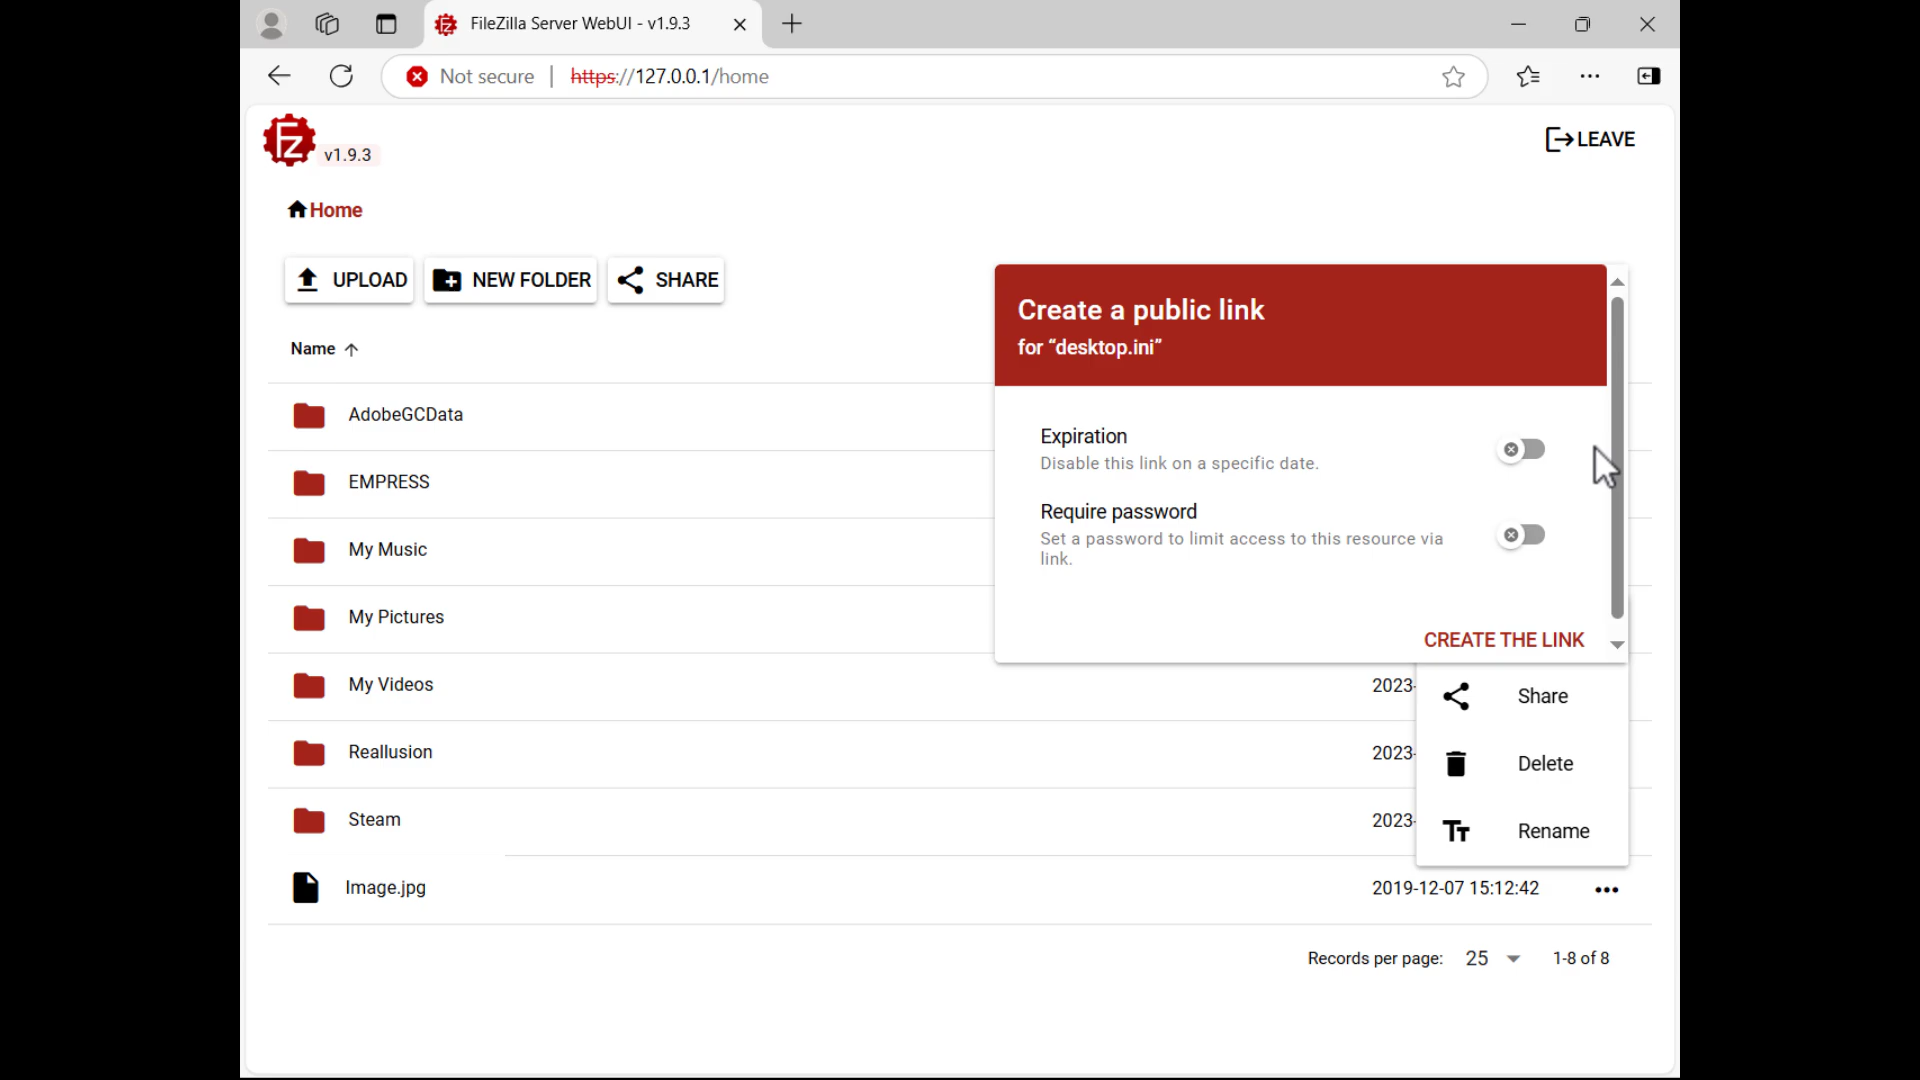 FileZilla Server WebUI - v1.9.3
Not secure
https://127.0.0.1/home
FZ
v1.9.3
LEAVE
Home
UPLOAD
NEW FOLDER
SHARE
Name
Create a public link
for “desktop.ini”
Expiration
Disable this link on a specific date.
Require password
Set a password to limit access to this resource via
link.
CREATE THE LINK
AdobeGCData
EMPRESS
My Music
My Pictures
My Videos
2023-
Reallusion
2023-
Steam
2023-
Share
Delete
Tt
Rename
Image.jpg
2019-12-07 15:12:42
Records per page:
25
1-8 of 8